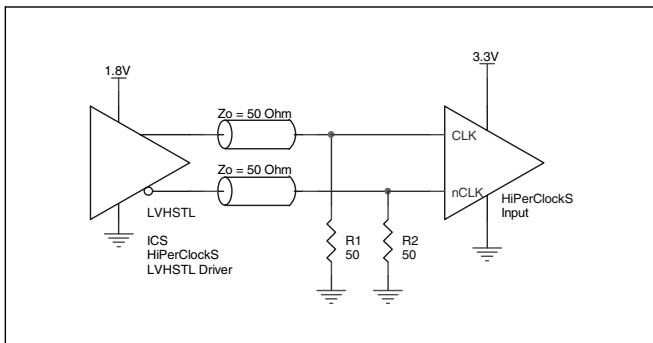 1.8V
3.3V
Zo = 50 Ohm
CLK
Zo = 50 Ohm
nCLK
HiPerClockS
Input
LVHSTL
ICS
HiPerClockS
LVHSTL Driver
R1
50
R2
50